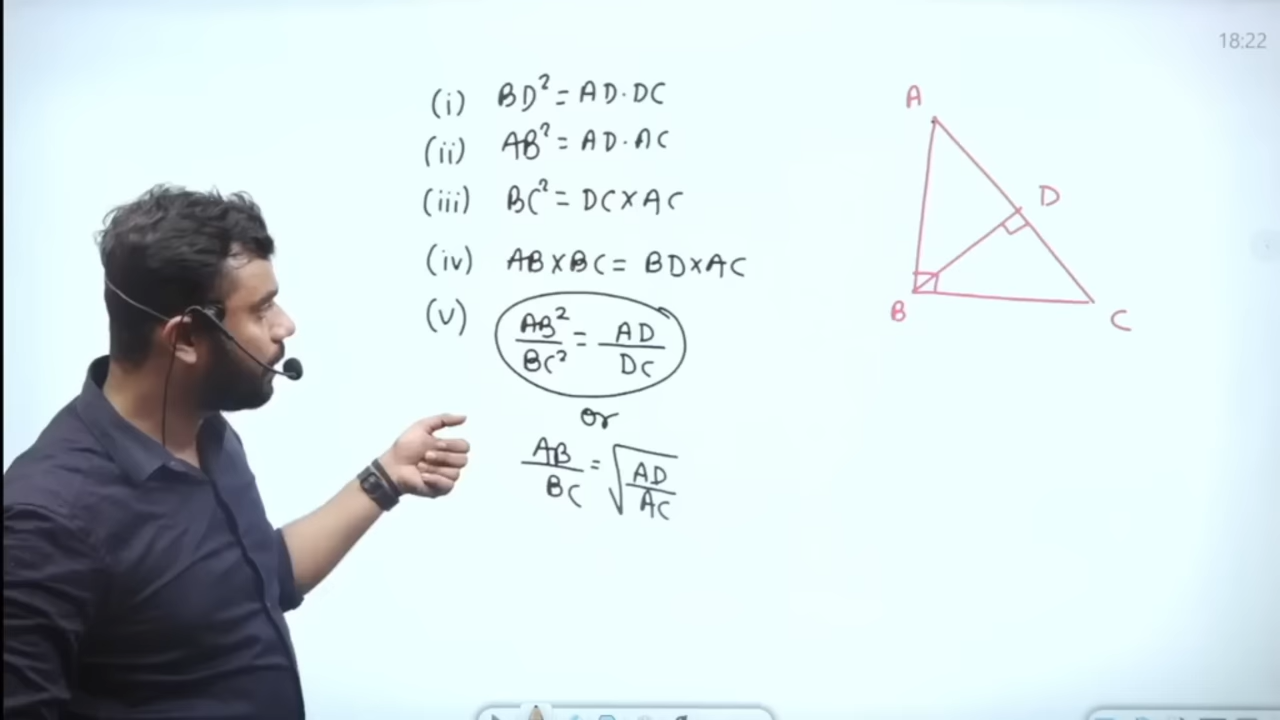 18:22
(i) BD² = AD·DC
(ii) AB² = AD·AC
(iii) BC² = DC×AC
(iv) AB×BC = BD×AC
(v) AB²/BC² = AD/DC
or
AB/BC = √(AD/AC)
A
D
B
C